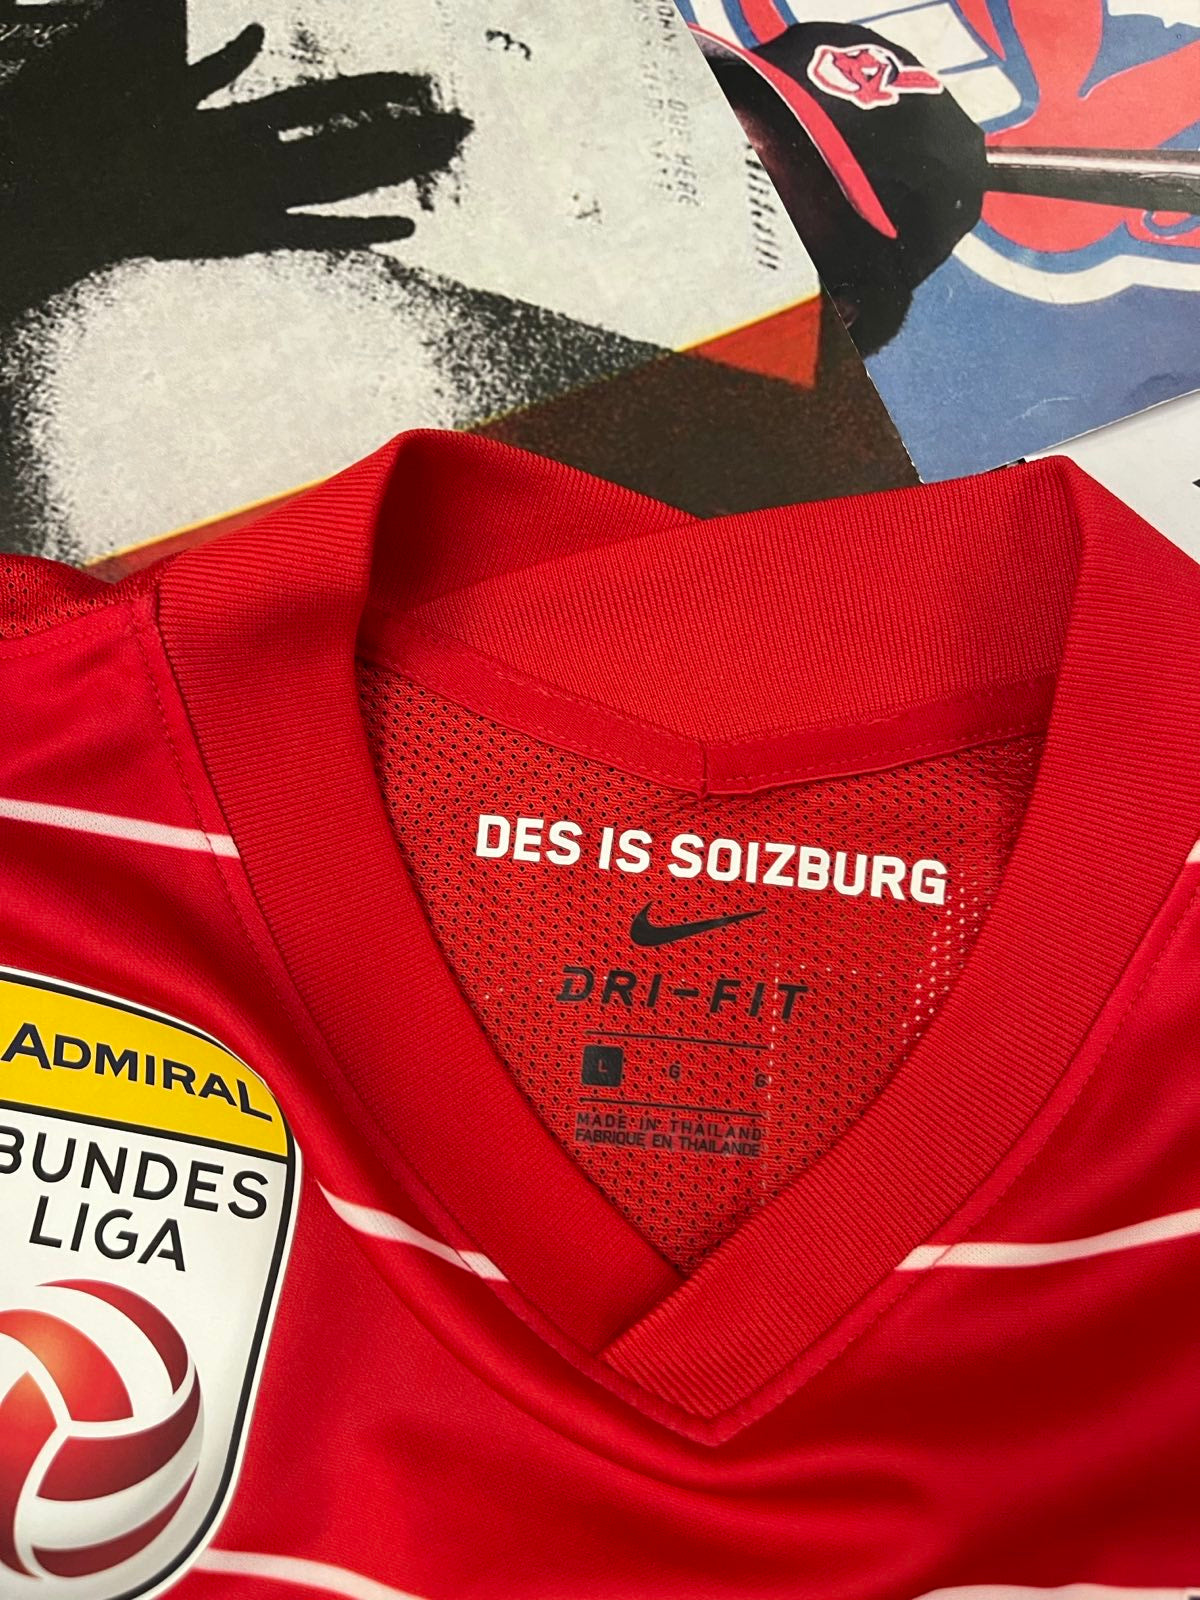 DES IS SOIZBURG
DRI-FIT
L G G
MADE IN THAILAND
FABRIQUE EN THAILANDE
ADMIRAL
BUNDES
LIGA